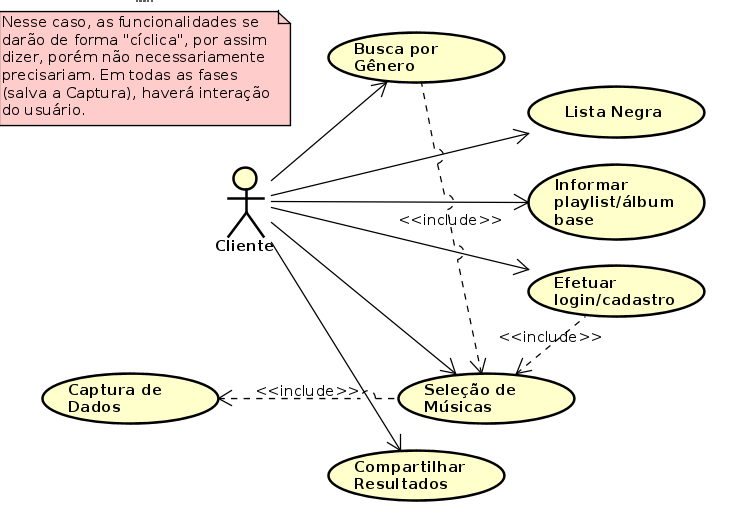 Nesse caso, as funcionalidades se
darão de forma "cíclica", por assim
dizer, porém não necessariamente
precisariam. Em todas as fases
(salva a Captura), haverá interação
do usuário.
Busca por
Gênero
Lista Negra
Informar
playlist/álbum
base
<<include>>
Cliente
Efetuar
login/cadastro
<<include>>
Captura de
Dados
<<include>>
Seleção de
Músicas
Compartilhar
Resultados